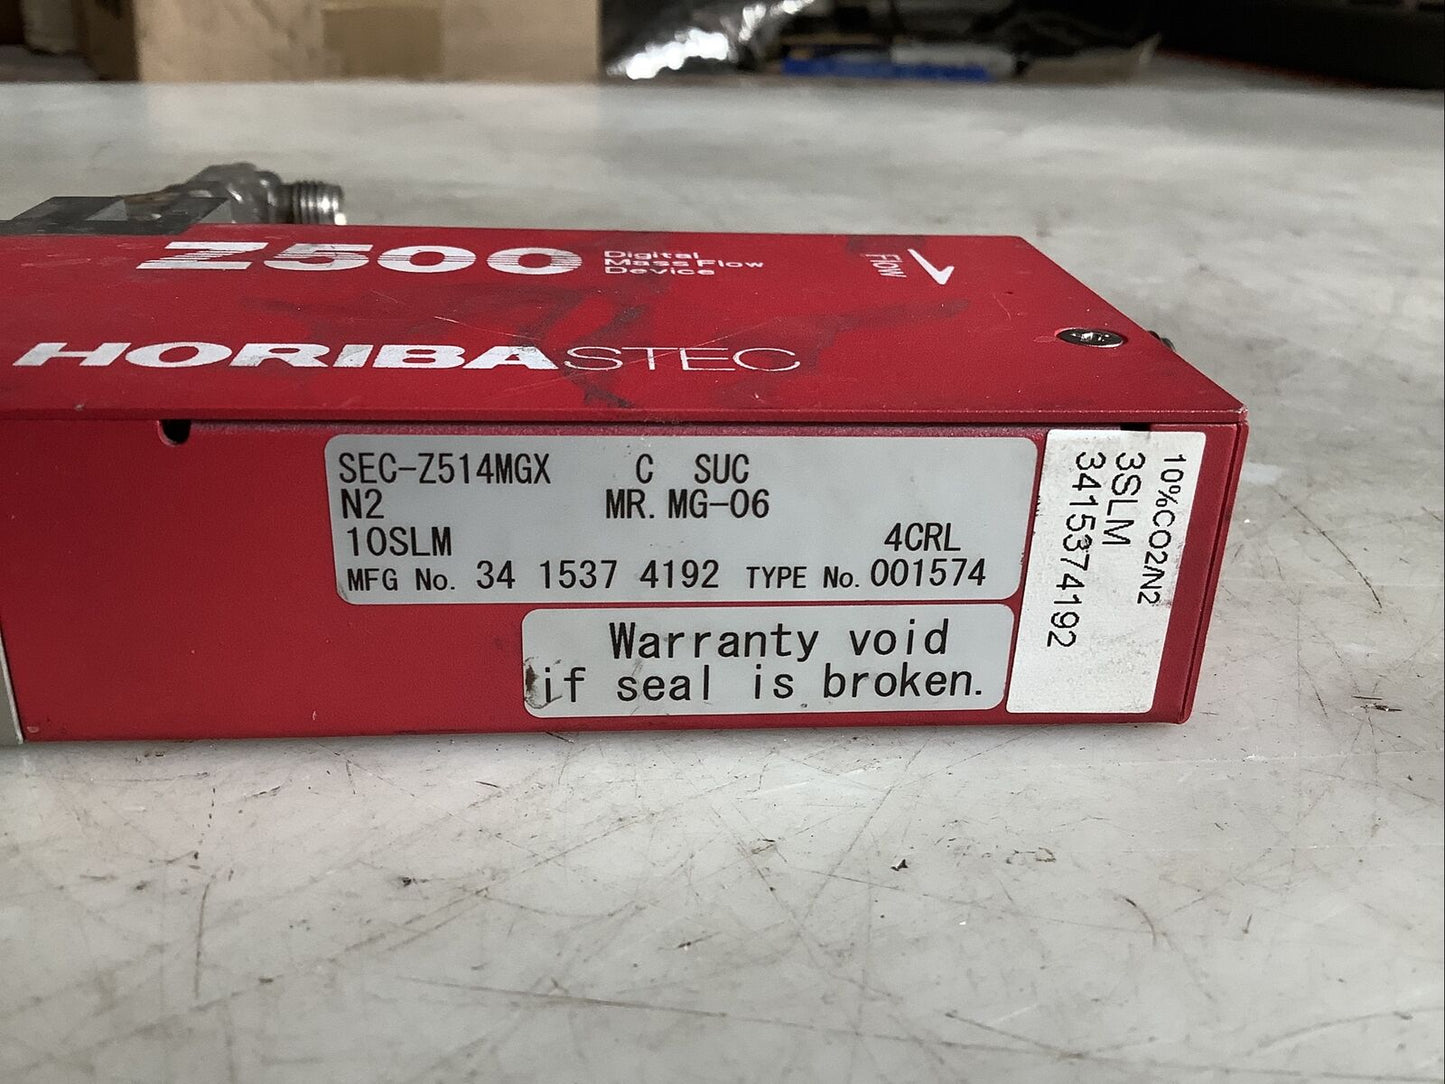 Z500 Digital
Mass Flow
Device
Flow
HORIBASTEC
SEC-Z514MGX C SUC
N2 MR. MG-06
10SLM 4CRL
MFG No. 34 1537 4192 TYPE No. 001574
Warranty void
if seal is broken.
10%CO2N2
3SLM
3415374192